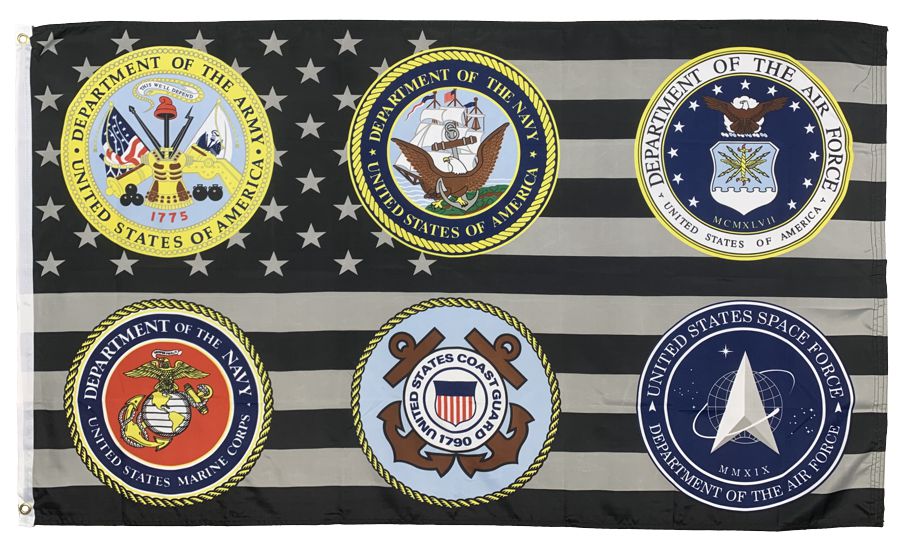 DEPARTMENT OF THE ARMY
THIS WE'LL DEFEND
1775
UNITED STATES OF AMERICA
DEPARTMENT OF THE NAVY
UNITED STATES OF AMERICA
DEPARTMENT OF THE AIR FORCE
MCMXLVII
UNITED STATES OF AMERICA
DEPARTMENT OF THE NAVY
UNITED STATES MARINE CORPS
UNITED STATES COAST GUARD
1790
UNITED STATES SPACE FORCE
MMXIX
DEPARTMENT OF THE AIR FORCE